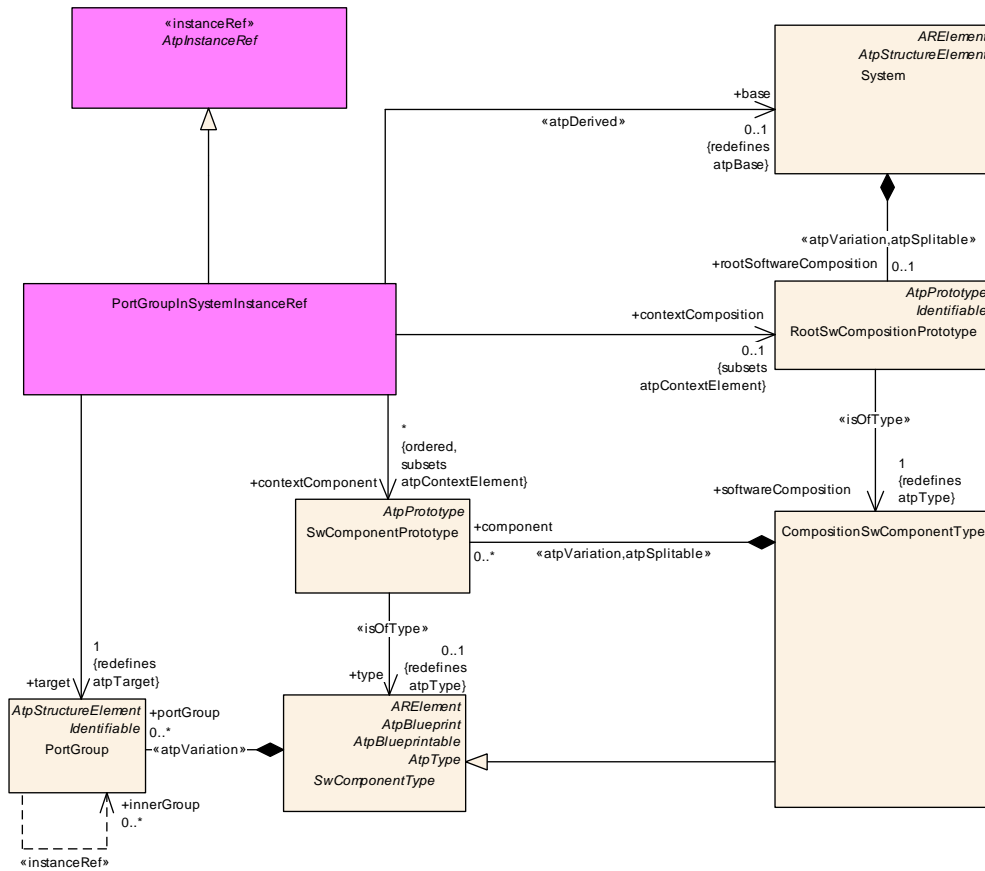 «instanceRef»
AtpInstanceRef
ARElement
AtpStructureElement
System
+base
«atpDerived»
0..1
{redefines
atpBase}
«atpVariation,atpSplitable»
+rootSoftwareComposition
0..1
PortGroupInSystemInstanceRef
AtpPrototype
Identifiable
RootSwCompositionPrototype
+contextComposition
0..1
{subsets
atpContextElement}
«isOfType»
*
{ordered,
subsets
atpContextElement}
+contextComponent
1
{redefines
atpType}
+softwareComposition
AtpPrototype
SwComponentPrototype
+component
0..*
«atpVariation,atpSplitable»
CompositionSwComponentType
«isOfType»
0..1
{redefines
atpType}
+type
1
{redefines
atpTarget}
+target
AtpStructureElement
Identifiable
PortGroup
+portGroup
0..*
«atpVariation»
ARElement
AtpBlueprint
AtpBlueprintable
AtpType
SwComponentType
+innerGroup
0..*
«instanceRef»